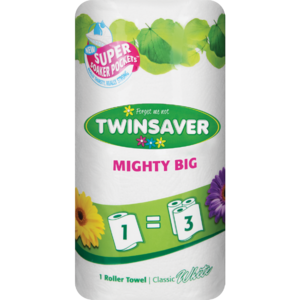 NEW
SUPER
SOAKER POCKETS
Forget me not
TWINSAVER
MIGHTY BIG
1 = 3
1 Roller Towel | Classic White